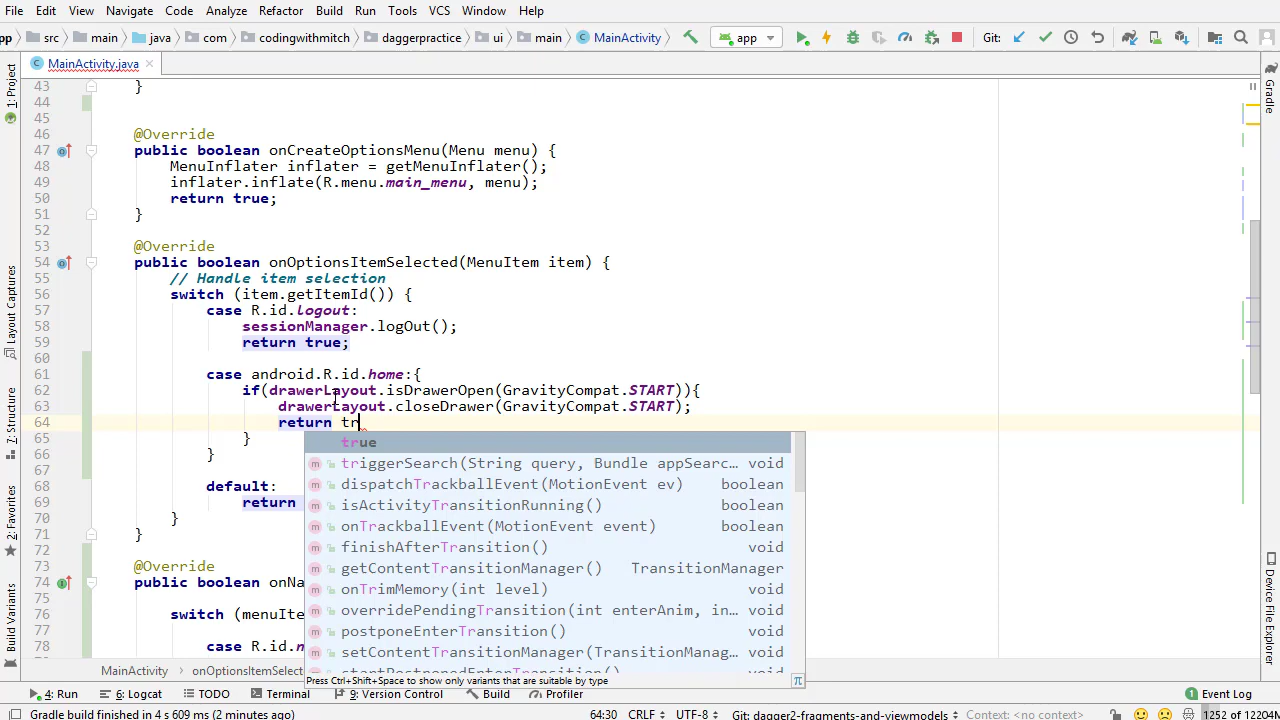 File Edit View Navigate Code Analyze Refactor Build Run Tools VCS Window Help
src main java com codingwithmitch daggerpractice ui main MainActivity app Git:
MainActivity.java
43 }
44
45
46 @Override
47 public boolean onCreateOptionsMenu(Menu menu) {
48 MenuInflater inflater = getMenuInflater();
49 inflater.inflate(R.menu.main_menu, menu);
50 return true;
51 }
52
53 @Override
54 public boolean onOptionsItemSelected(MenuItem item) {
55 // Handle item selection
56 switch (item.getItemId()) {
57 case R.id.logout:
58 sessionManager.logOut();
59 return true;
60
61 case android.R.id.home:{
62 if(drawerLayout.isDrawerOpen(GravityCompat.START)){
63 drawerLayout.closeDrawer(GravityCompat.START);
64 return tr
65 }
66 }
67
68 default:
69 return
70 }
71 }
72
73 @Override
74 public boolean onNa
75
76 switch (menuIte
77
78 case R.id.n
true
triggerSearch(String query, Bundle appSearc… void
dispatchTrackballEvent(MotionEvent ev) boolean
isActivityTransitionRunning() boolean
onTrackballEvent(MotionEvent event) boolean
finishAfterTransition() void
getContentTransitionManager() TransitionManager
onTrimMemory(int level) void
overridePendingTransition(int enterAnim, in… void
postponeEnterTransition() void
setContentTransitionManager(TransitionManag… void
startPostponedEnterTransition() void
Press Ctrl+Shift+Space to show only variants that are suitable by type
MainActivity onOptionsItemSelect
4: Run 6: Logcat TODO Terminal 9: Version Control Build Profiler 1 Event Log
Gradle build finished in 4 s 609 ms (2 minutes ago) 64:30 CRLF UTF-8 Git: dagger2-fragments-and-viewmodels Context: <no context> 1252 of 12204M
1: Project
Layout Captures
7: Structure
2: Favorites
Build Variants
Gradle
Device File Explorer